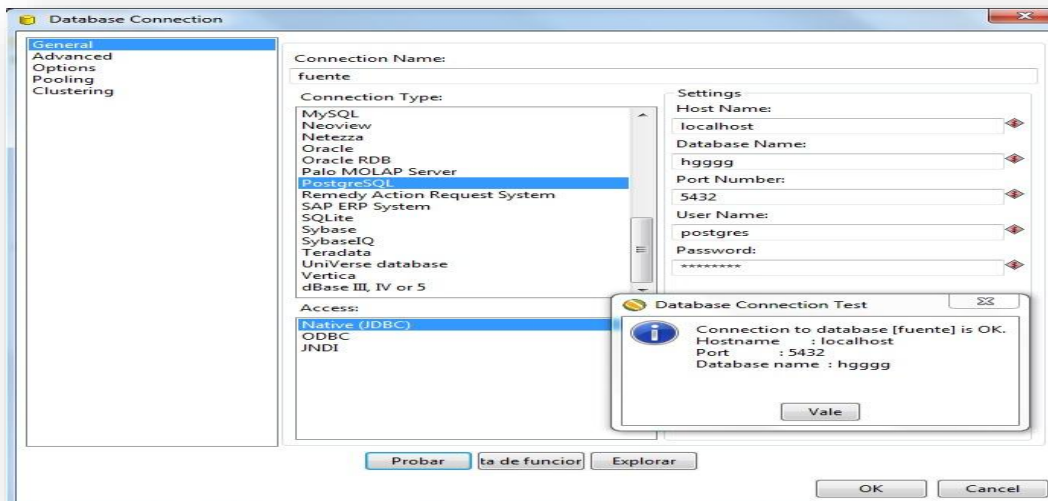 Database Connection
General
Advanced
Options
Pooling
Clustering
Connection Name:
fuente
Connection Type:
MySQL
Neoview
Netezza
Oracle
Oracle RDB
Palo MOLAP Server
PostgreSQL
Remedy Action Request System
SAP ERP System
SQLite
Sybase
SybaseIQ
Teradata
UniVerse database
Vertica
dBase III, IV or 5
Access:
Native (JDBC)
ODBC
JNDI
Settings
Host Name:
localhost
Database Name:
hgggg
Port Number:
5432
User Name:
postgres
Password:
********
Database Connection Test
Connection to database [fuente] is OK.
Hostname : localhost
Port : 5432
Database name : hgggg
Vale
Probar
ta de funcior
Explorar
OK
Cancel